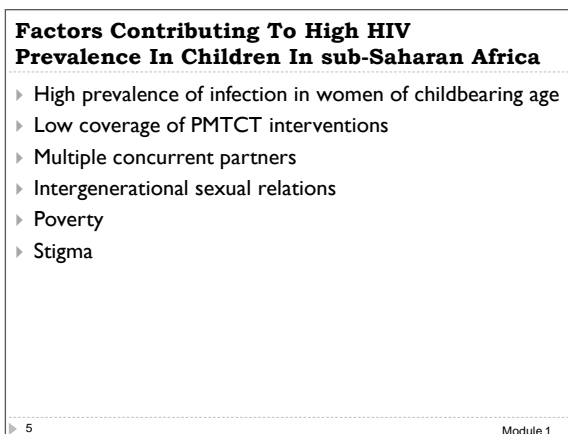 Factors Contributing To High HIV
Prevalence In Children In sub-Saharan Africa
High prevalence of infection in women of childbearing age
Low coverage of PMTCT interventions
Multiple concurrent partners
Intergenerational sexual relations
Poverty
Stigma
5
Module 1